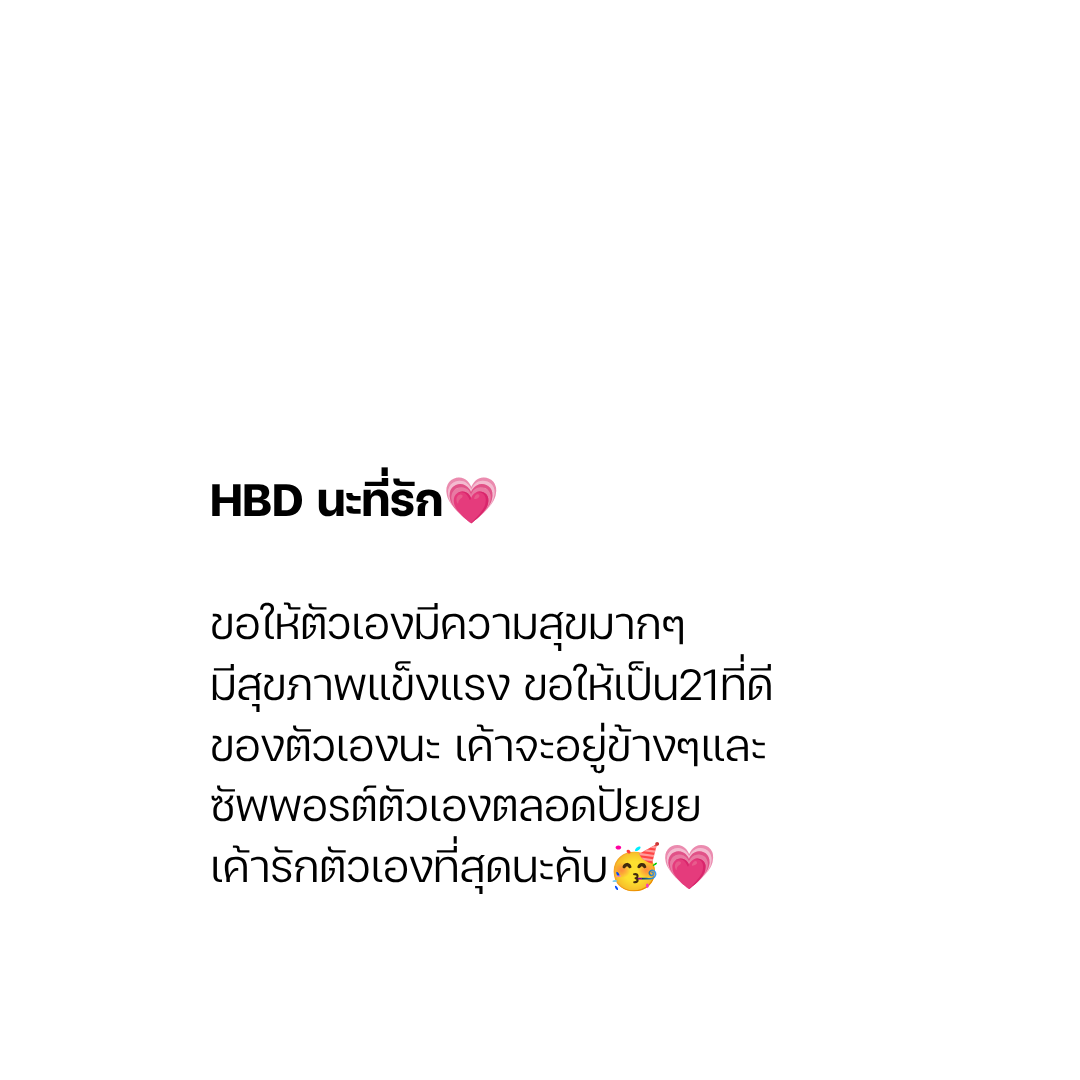 HBD นะที่รัก💗
ขอให้ตัวเองมีความสุขมากๆ
มีสุขภาพแข็งแรง ขอให้เป็น21ที่ดี
ของตัวเองนะ เค้าจะอยู่ข้างๆและ
ซัพพอรต์ตัวเองตลอดปัยยย
เค้ารักตัวเองที่สุดนะคับ🥳💗